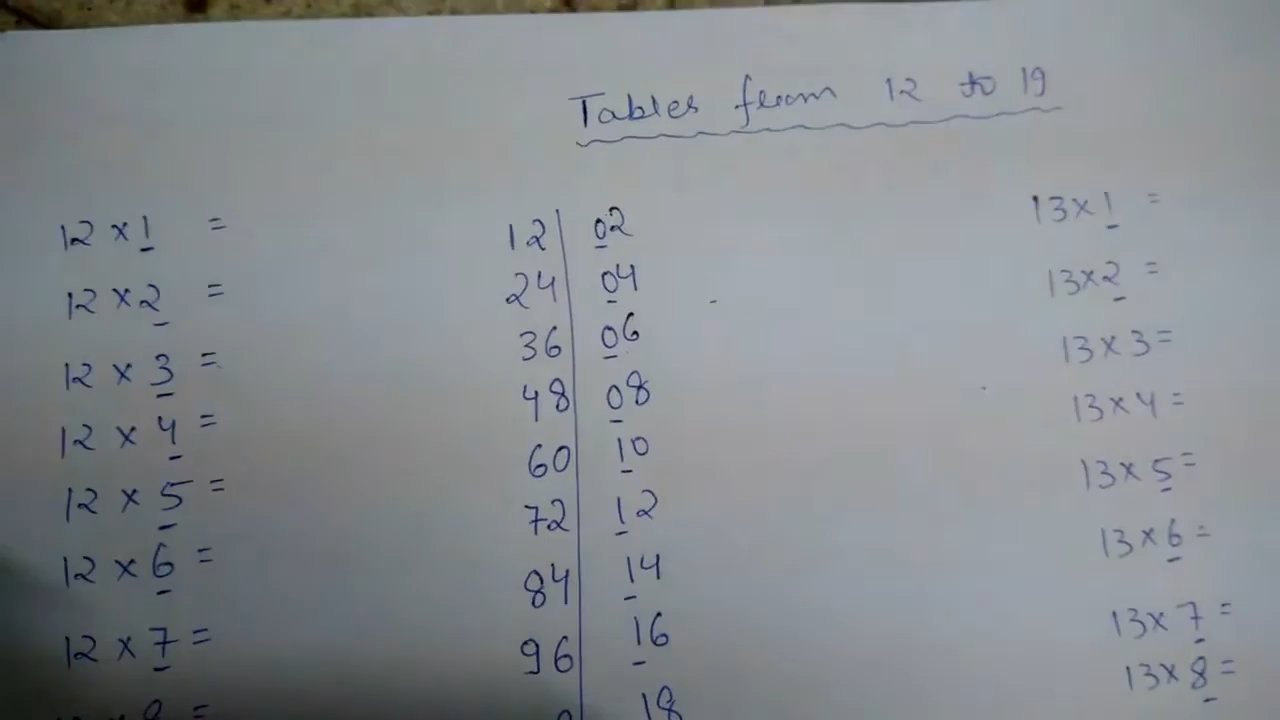 Tables from 12 to 19
12 × 1 = 12 | 02 13 × 1 =
12 × 2 = 24 | 04 13 × 2 =
12 × 3 = 36 | 06 13 × 3 =
12 × 4 = 48 | 08 13 × 4 =
12 × 5 = 60 | 10 13 × 5 =
12 × 6 = 72 | 12 13 × 6 =
12 × 7 = 84 | 14 13 × 7 =
96 | 16 13 × 8 =
18